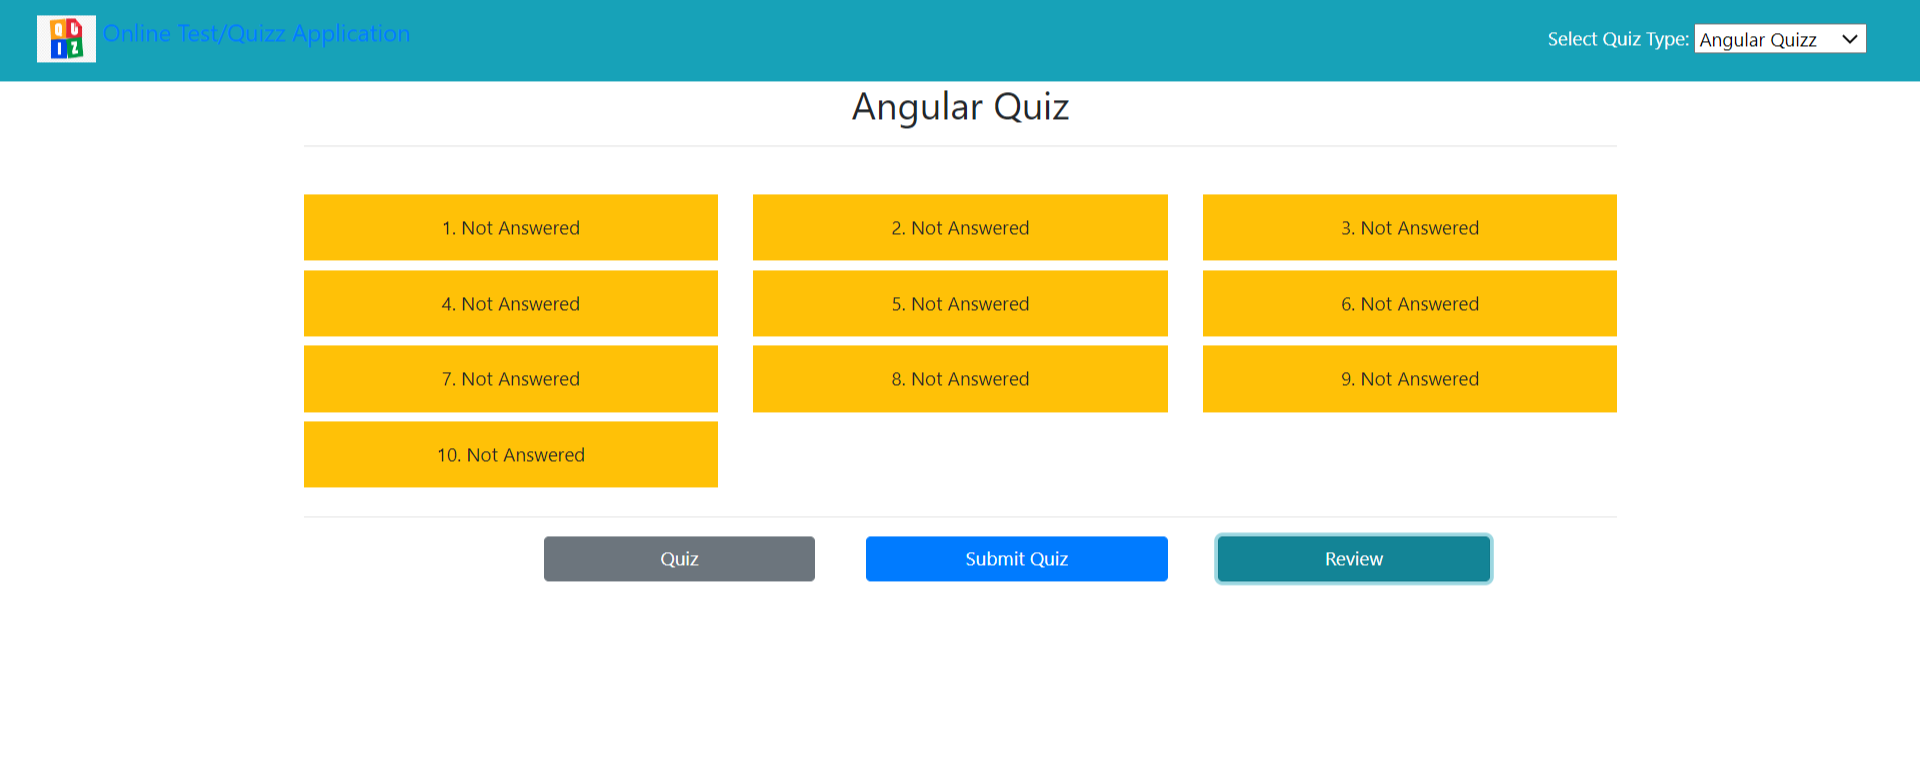 QUIZ
Online Test/Quizz Application
Select Quiz Type: Angular Quizz
Angular Quiz
1. Not Answered
2. Not Answered
3. Not Answered
4. Not Answered
5. Not Answered
6. Not Answered
7. Not Answered
8. Not Answered
9. Not Answered
10. Not Answered
Quiz
Submit Quiz
Review